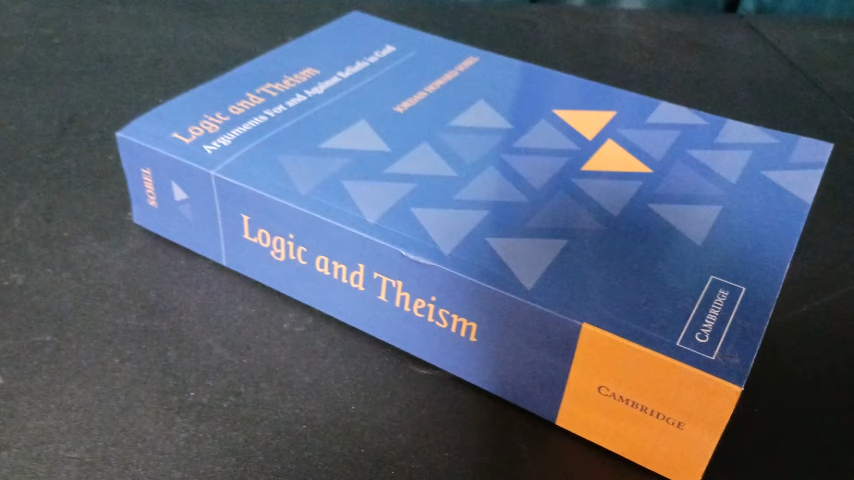 Logic and Theism
Arguments For and Against Beliefs in God
JORDAN HOWARD SOBEL
CAMBRIDGE
SOBEL
Logic and Theism
CAMBRIDGE